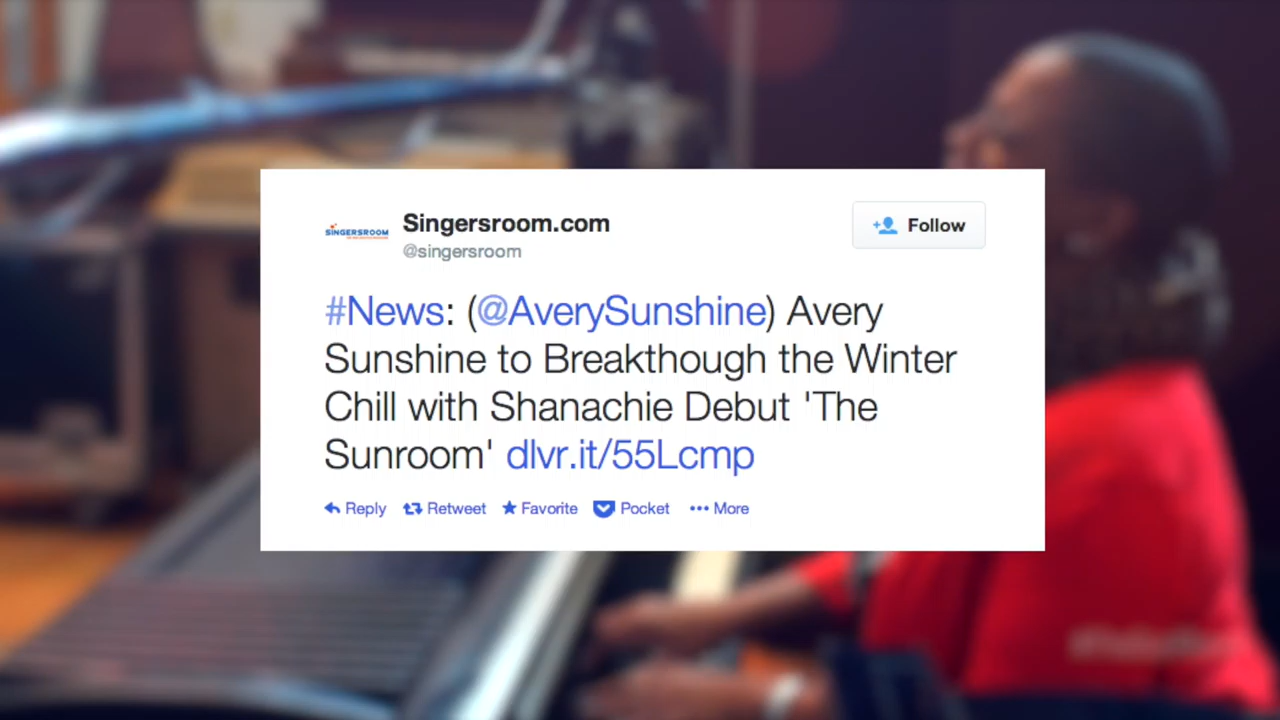 SINGERSROOM
Singersroom.com
@singersroom
Follow
#News: (@AverySunshine) Avery
Sunshine to Breakthough the Winter
Chill with Shanachie Debut 'The
Sunroom' dlvr.it/55Lcmp
Reply Retweet Favorite Pocket More